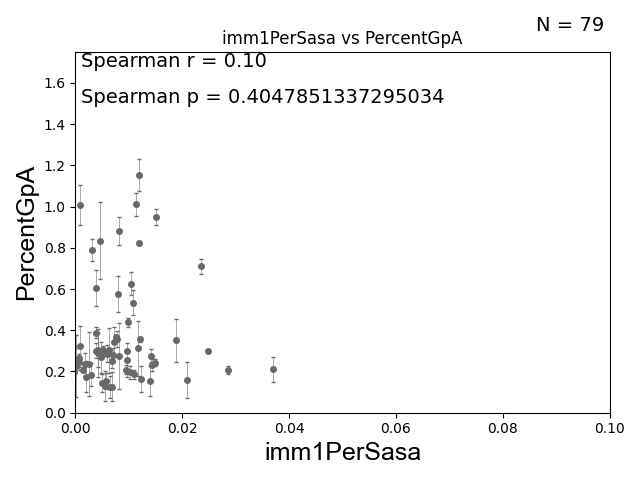 N = 79
imm1PerSasa vs PercentGpA
Spearman r = 0.10
Spearman p = 0.4047851337295034
PercentGpA
1.6
1.4
1.2
1.0
0.8
0.6
0.4
0.2
0.0
0.00 0.02 0.04 0.06 0.08 0.10
imm1PerSasa